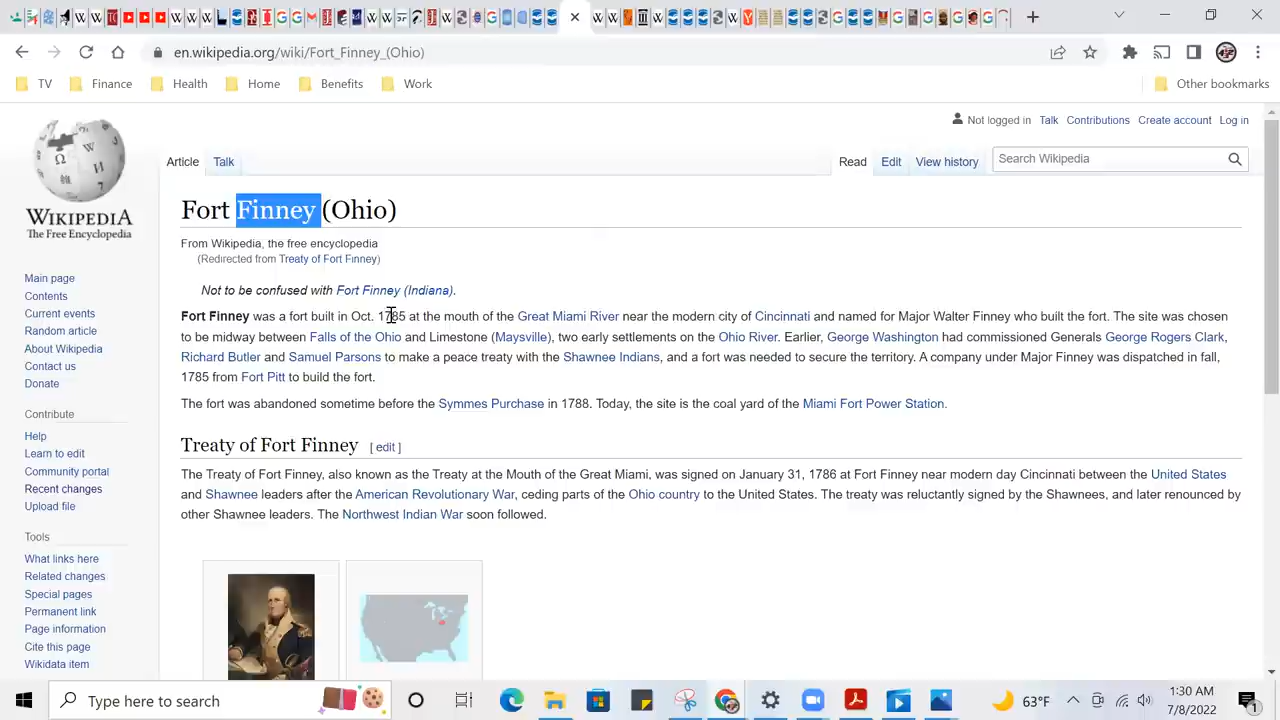 en.wikipedia.org/wiki/Fort_Finney_(Ohio)
TV Finance Health Home Benefits Work Other bookmarks
Not logged in Talk Contributions Create account Log in
Article Talk Read Edit View history Search Wikipedia
WIKIPEDIA
The Free Encyclopedia
Fort Finney (Ohio)
From Wikipedia, the free encyclopedia
(Redirected from Treaty of Fort Finney)
Not to be confused with Fort Finney (Indiana).
Fort Finney was a fort built in Oct. 1785 at the mouth of the Great Miami River near the modern city of Cincinnati and named for Major Walter Finney who built the fort. The site was chosen
to be midway between Falls of the Ohio and Limestone (Maysville), two early settlements on the Ohio River. Earlier, George Washington had commissioned Generals George Rogers Clark,
Richard Butler and Samuel Parsons to make a peace treaty with the Shawnee Indians, and a fort was needed to secure the territory. A company under Major Finney was dispatched in fall,
1785 from Fort Pitt to build the fort.
The fort was abandoned sometime before the Symmes Purchase in 1788. Today, the site is the coal yard of the Miami Fort Power Station.
Treaty of Fort Finney [ edit ]
The Treaty of Fort Finney, also known as the Treaty at the Mouth of the Great Miami, was signed on January 31, 1786 at Fort Finney near modern day Cincinnati between the United States
and Shawnee leaders after the American Revolutionary War, ceding parts of the Ohio country to the United States. The treaty was reluctantly signed by the Shawnees, and later renounced by
other Shawnee leaders. The Northwest Indian War soon followed.
Main page
Contents
Current events
Random article
About Wikipedia
Contact us
Donate
Contribute
Help
Learn to edit
Community portal
Recent changes
Upload file
Tools
What links here
Related changes
Special pages
Permanent link
Page information
Cite this page
Wikidata item
Type here to search
63°F
1:30 AM
7/8/2022